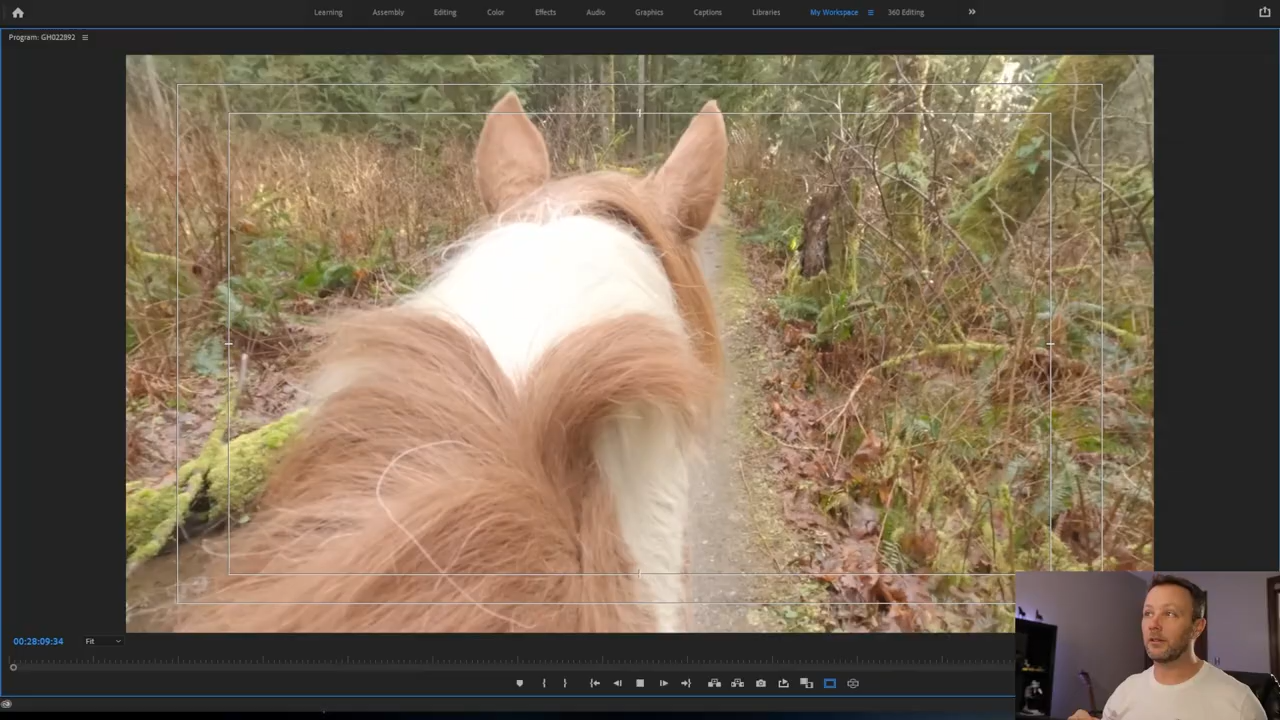 Learning Assembly Editing Color Effects Audio Graphics Captions Libraries My Workspace 360 Editing
Program: GH022892
00:28:09:34 Fit